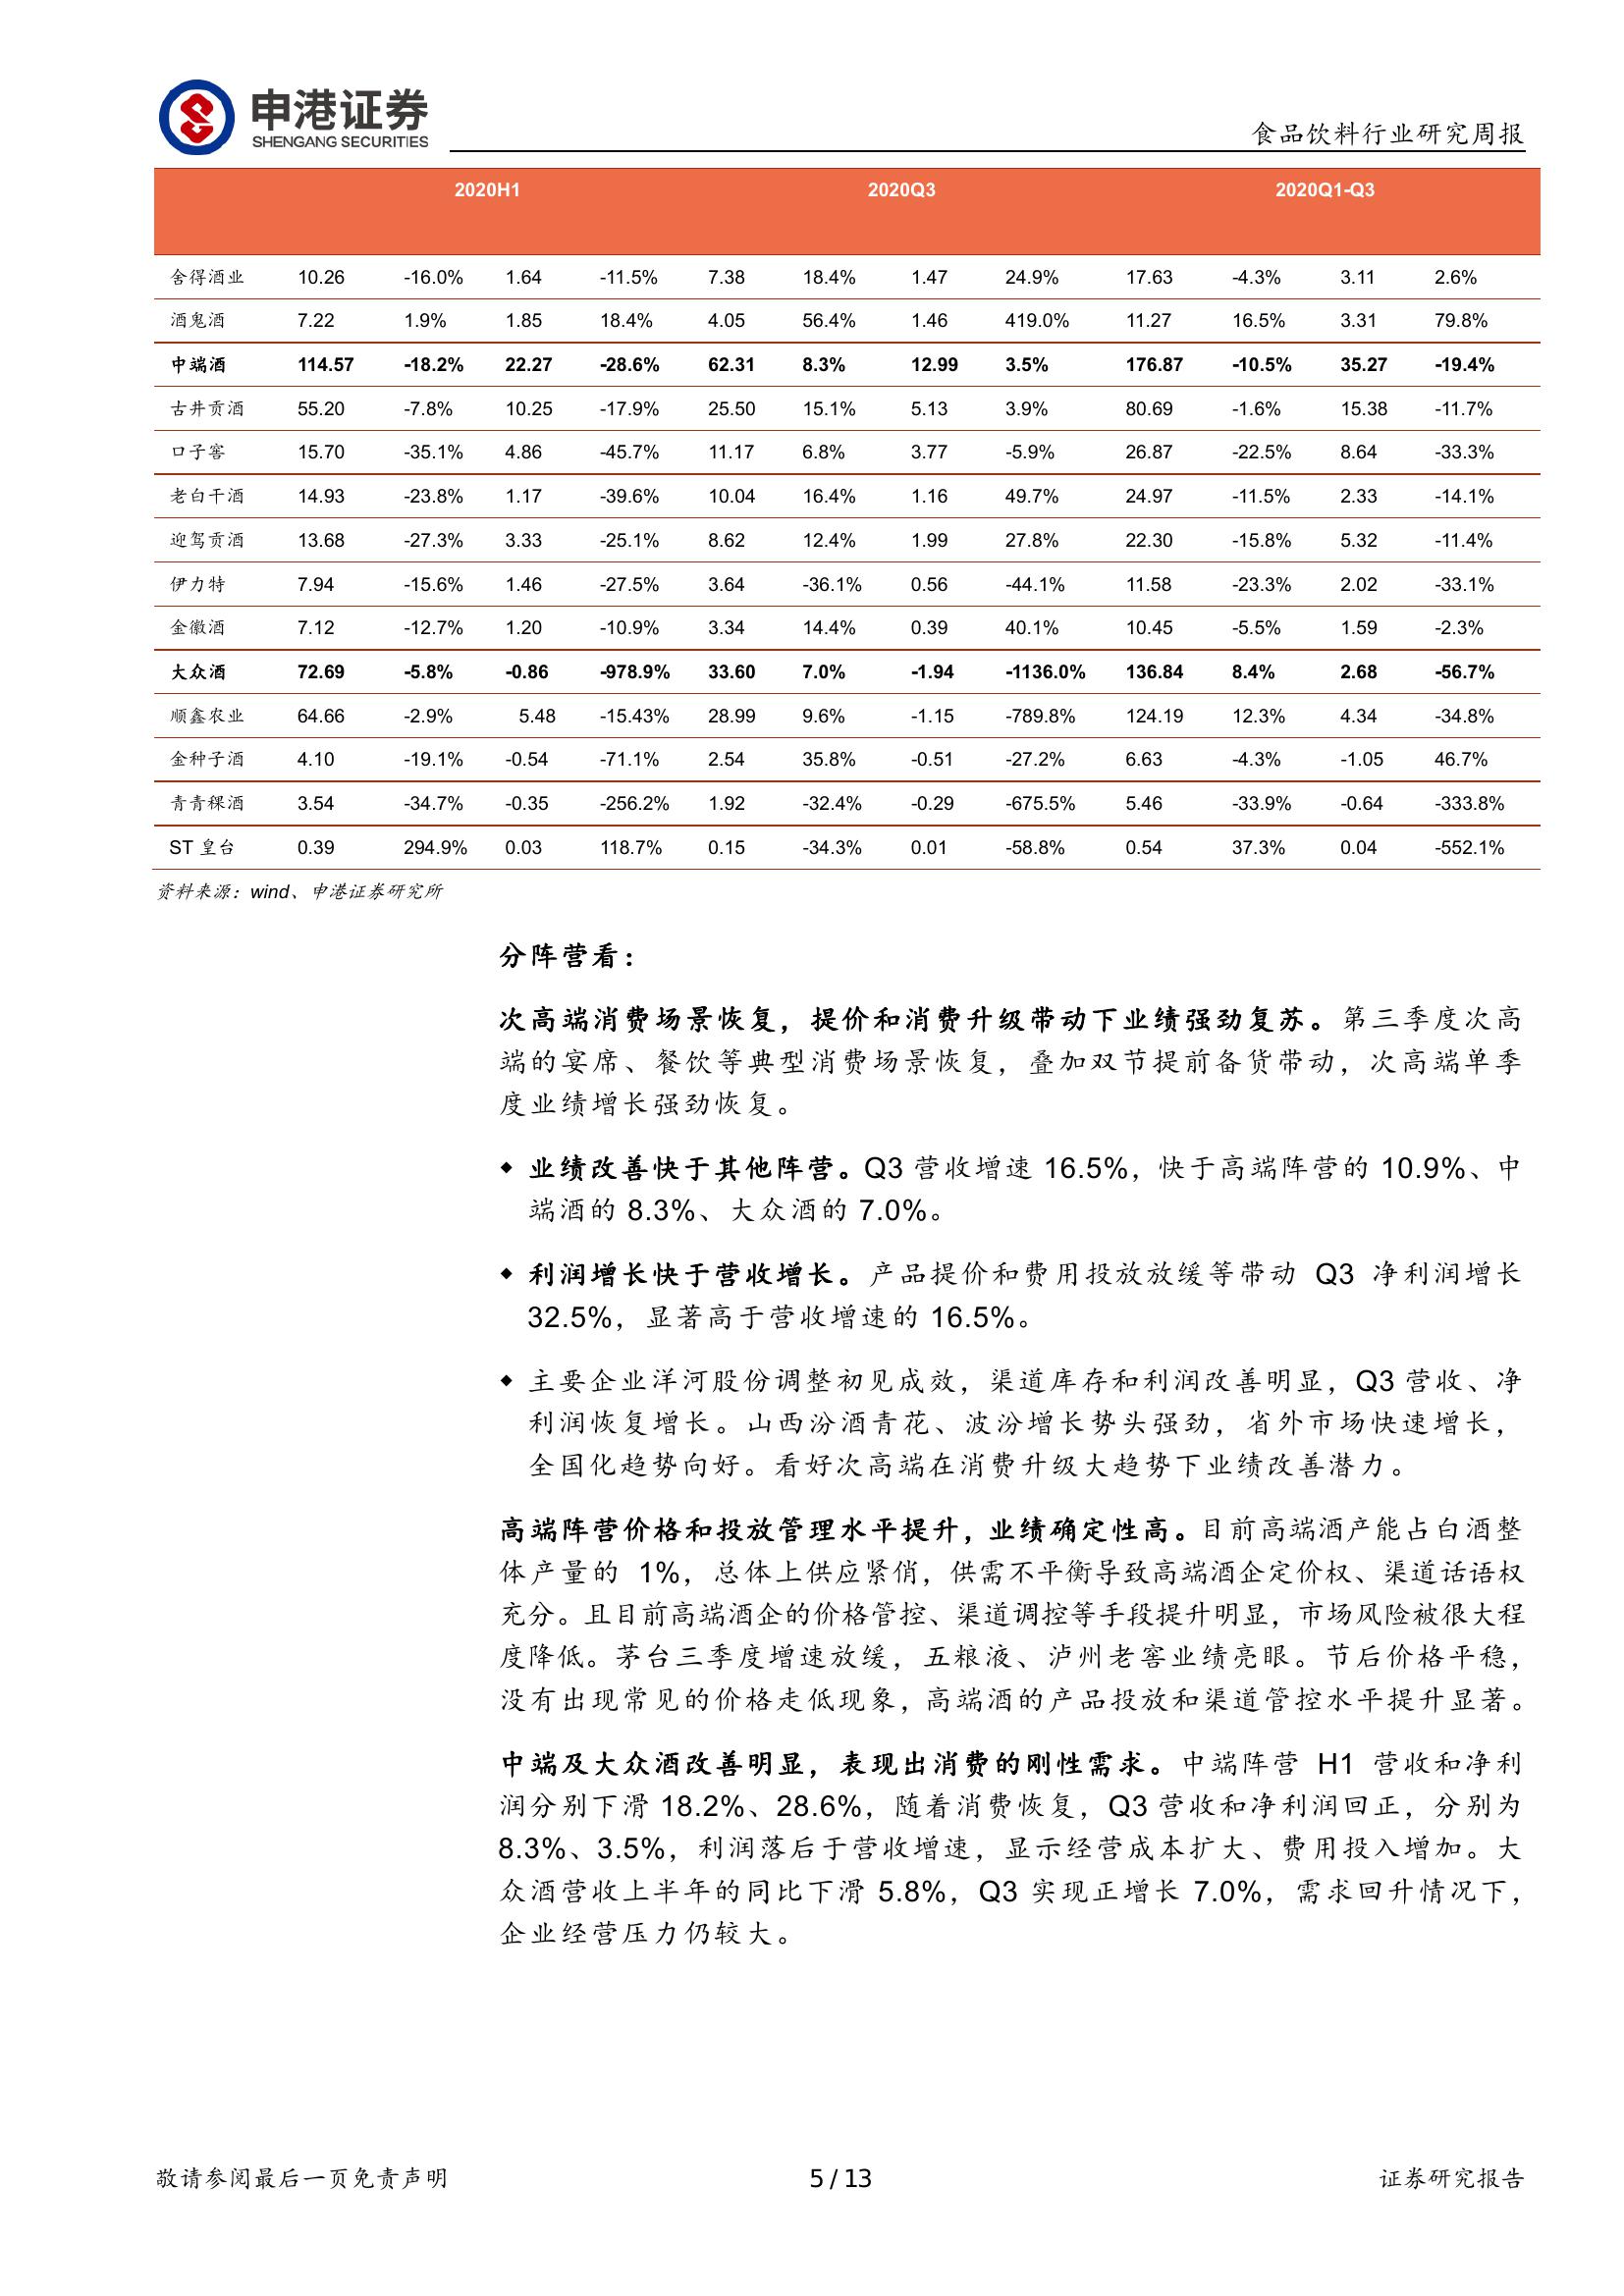 申港证券
SHENGANG SECURITIES
食品饮料行业研究周报
2020H1 2020Q3 2020Q1-Q3
舍得酒业 10.26 -16.0% 1.64 -11.5% 7.38 18.4% 1.47 24.9% 17.63 -4.3% 3.11 2.6%
酒鬼酒 7.22 1.9% 1.85 18.4% 4.05 56.4% 1.46 419.0% 11.27 16.5% 3.31 79.8%
中端酒 114.57 -18.2% 22.27 -28.6% 62.31 8.3% 12.99 3.5% 176.87 -10.5% 35.27 -19.4%
古井贡酒 55.20 -7.8% 10.25 -17.9% 25.50 15.1% 5.13 3.9% 80.69 -1.6% 15.38 -11.7%
口子窖 15.70 -35.1% 4.86 -45.7% 11.17 6.8% 3.77 -5.9% 26.87 -22.5% 8.64 -33.3%
老白干酒 14.93 -23.8% 1.17 -39.6% 10.04 16.4% 1.16 49.7% 24.97 -11.5% 2.33 -14.1%
迎驾贡酒 13.68 -27.3% 3.33 -25.1% 8.62 12.4% 1.99 27.8% 22.30 -15.8% 5.32 -11.4%
伊力特 7.94 -15.6% 1.46 -27.5% 3.64 -36.1% 0.56 -44.1% 11.58 -23.3% 2.02 -33.1%
金徽酒 7.12 -12.7% 1.20 -10.9% 3.34 14.4% 0.39 40.1% 10.45 -5.5% 1.59 -2.3%
大众酒 72.69 -5.8% -0.86 -978.9% 33.60 7.0% -1.94 -1136.0% 136.84 8.4% 2.68 -56.7%
顺鑫农业 64.66 -2.9% 5.48 -15.43% 28.99 9.6% -1.15 -789.8% 124.19 12.3% 4.34 -34.8%
金种子酒 4.10 -19.1% -0.54 -71.1% 2.54 35.8% -0.51 -27.2% 6.63 -4.3% -1.05 46.7%
青青稞酒 3.54 -34.7% -0.35 -256.2% 1.92 -32.4% -0.29 -675.5% 5.46 -33.9% -0.64 -333.8%
ST 皇台 0.39 294.9% 0.03 118.7% 0.15 -34.3% 0.01 -58.8% 0.54 37.3% 0.04 -552.1%
资料来源：wind、申港证券研究所
分阵营看：
次高端消费场景恢复，提价和消费升级带动下业绩强劲复苏。第三季度次高
端的宴席、餐饮等典型消费场景恢复，叠加双节提前备货带动，次高端单季
度业绩增长强劲恢复。
◆ 业绩改善快于其他阵营。Q3 营收增速 16.5%，快于高端阵营的 10.9%、中
端酒的 8.3%、大众酒的 7.0%。
◆ 利润增长快于营收增长。产品提价和费用投放放缓等带动 Q3 净利润增长
32.5%，显著高于营收增速的 16.5%。
◆ 主要企业洋河股份调整初见成效，渠道库存和利润改善明显，Q3 营收、净
利润恢复增长。山西汾酒青花、波汾增长势头强劲，省外市场快速增长，
全国化趋势向好。看好次高端在消费升级大趋势下业绩改善潜力。
高端阵营价格和投放管理水平提升，业绩确定性高。目前高端酒产能占白酒整
体产量的 1%，总体上供应紧俏，供需不平衡导致高端酒企定价权、渠道话语权
充分。且目前高端酒企的价格管控、渠道调控等手段提升明显，市场风险被很大程
度降低。茅台三季度增速放缓，五粮液、泸州老窖业绩亮眼。节后价格平稳，
没有出现常见的价格走低现象，高端酒的产品投放和渠道管控水平提升显著。
中端及大众酒改善明显，表现出消费的刚性需求。中端阵营 H1 营收和净利
润分别下滑 18.2%、28.6%，随着消费恢复，Q3 营收和净利润回正，分别为
8.3%、3.5%，利润落后于营收增速，显示经营成本扩大、费用投入增加。大
众酒营收上半年的同比下滑 5.8%，Q3 实现正增长 7.0%，需求回升情况下，
企业经营压力仍较大。
敬请参阅最后一页免责声明 5 / 13 证券研究报告